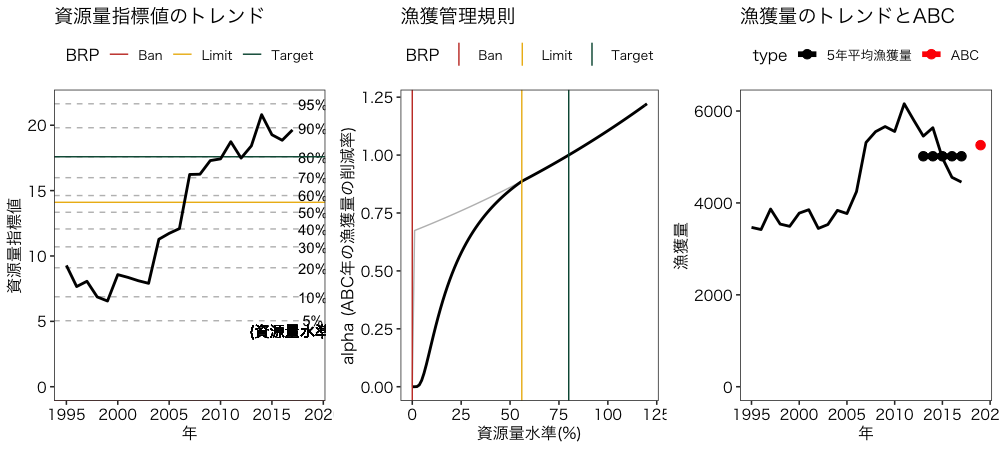 資源量指標値のトレンド
BRP Ban Limit Target
資源量指標値
20
15
10
5
0
95%
90%
80%
70%
60%
50%
40%
30%
20%
10%
5%
(資源量水準
1995 2000 2005 2010 2015 202
年
漁獲管理規則
BRP Ban Limit Target
alpha (ABC年の漁獲量の削減率)
1.25
1.00
0.75
0.50
0.25
0.00
0 25 50 75 100 125
資源量水準(%)
漁獲量のトレンドとABC
type 5年平均漁獲量 ABC
漁獲量
6000
4000
2000
0
1995 2000 2005 2010 2015 202
年